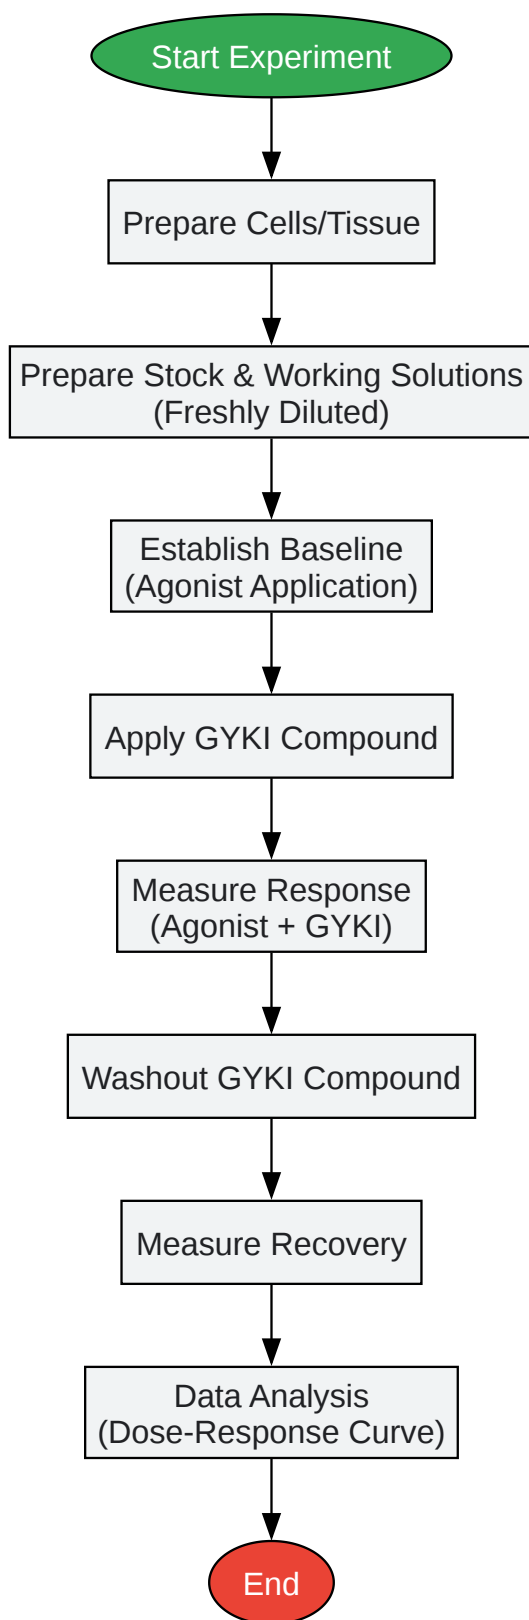 Start Experiment
Prepare Cells/Tissue
Prepare Stock & Working Solutions
(Freshly Diluted)
Establish Baseline
(Agonist Application)
Apply GYKI Compound
Measure Response
(Agonist + GYKI)
Washout GYKI Compound
Measure Recovery
Data Analysis
(Dose-Response Curve)
End